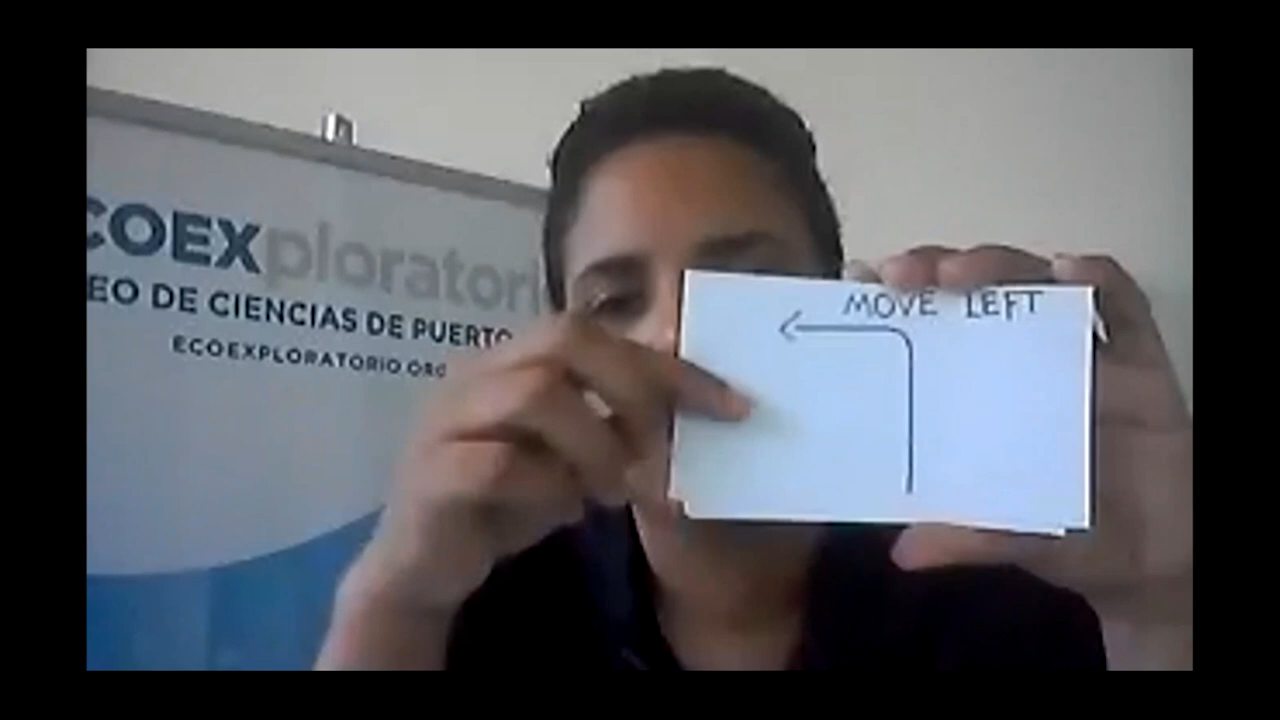 COEXploratori
EO DE CIENCIAS DE PUERTO
ECOEXPLORATORIO.ORG
MOVE LEFT